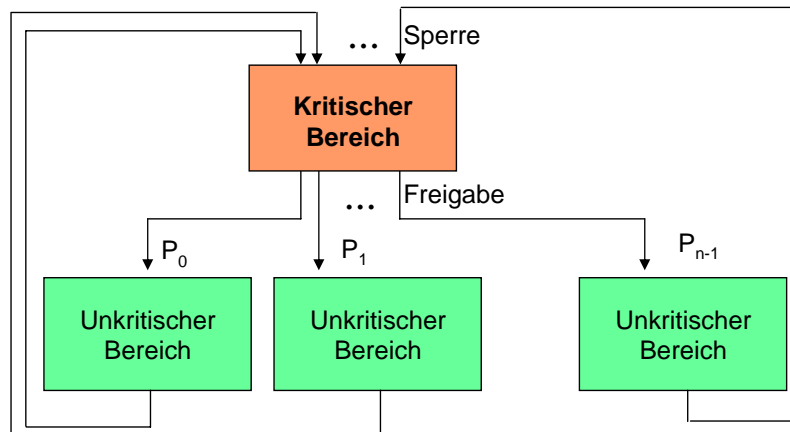 ... Sperre
Kritischer
Bereich
... Freigabe
P0 P1 Pn-1
Unkritischer Unkritischer Unkritischer
Bereich Bereich Bereich